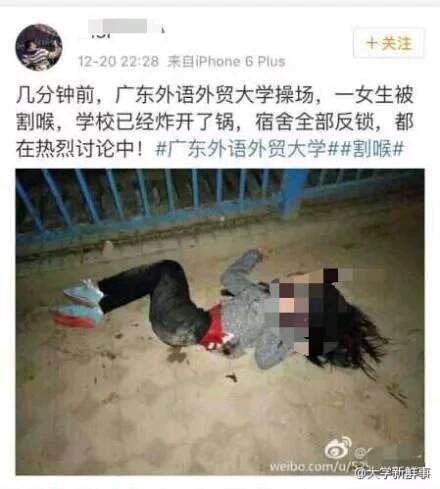 12-20 22:28 来自iPhone 6 Plus
+关注
几分钟前，广东外语外贸大学操场，一女生被
割喉，学校已经炸开了锅，宿舍全部反锁，都
在热烈讨论中！#广东外语外贸大学##割喉#
weibo.com/u/53
@大学新鲜事